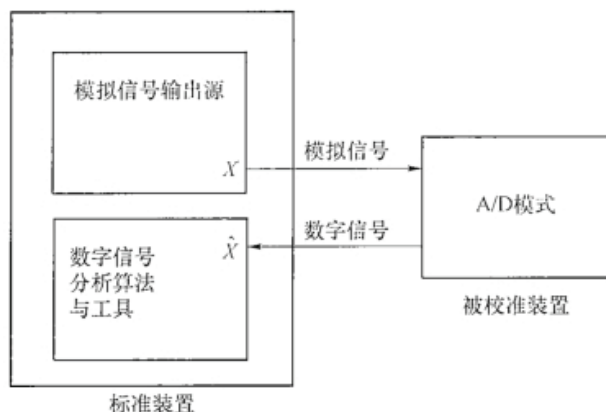 模拟信号输出源
X
模拟信号
A/D模式
数字信号
X̂
数字信号
分析算法
与工具
被校准装置
标准装置